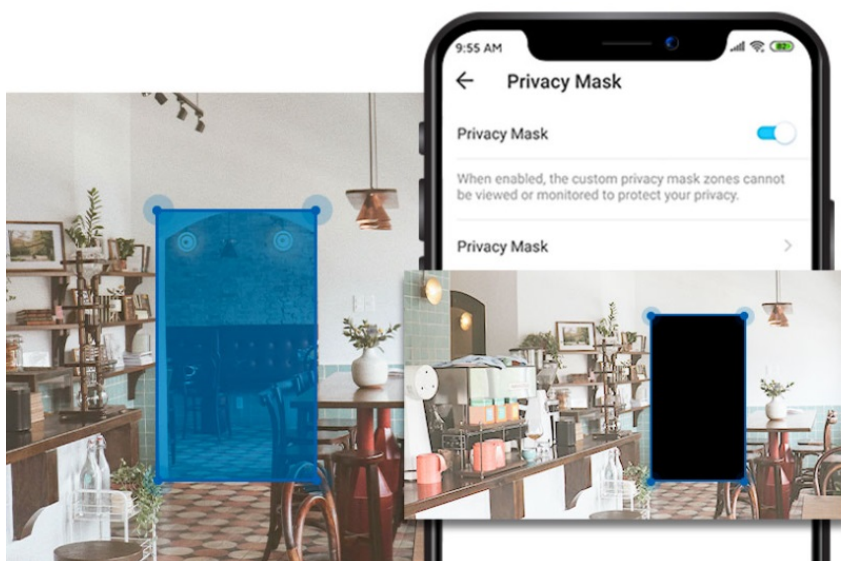 9:55 AM
82
Privacy Mask
Privacy Mask
When enabled, the custom privacy mask zones cannot
be viewed or monitored to protect your privacy.
Privacy Mask